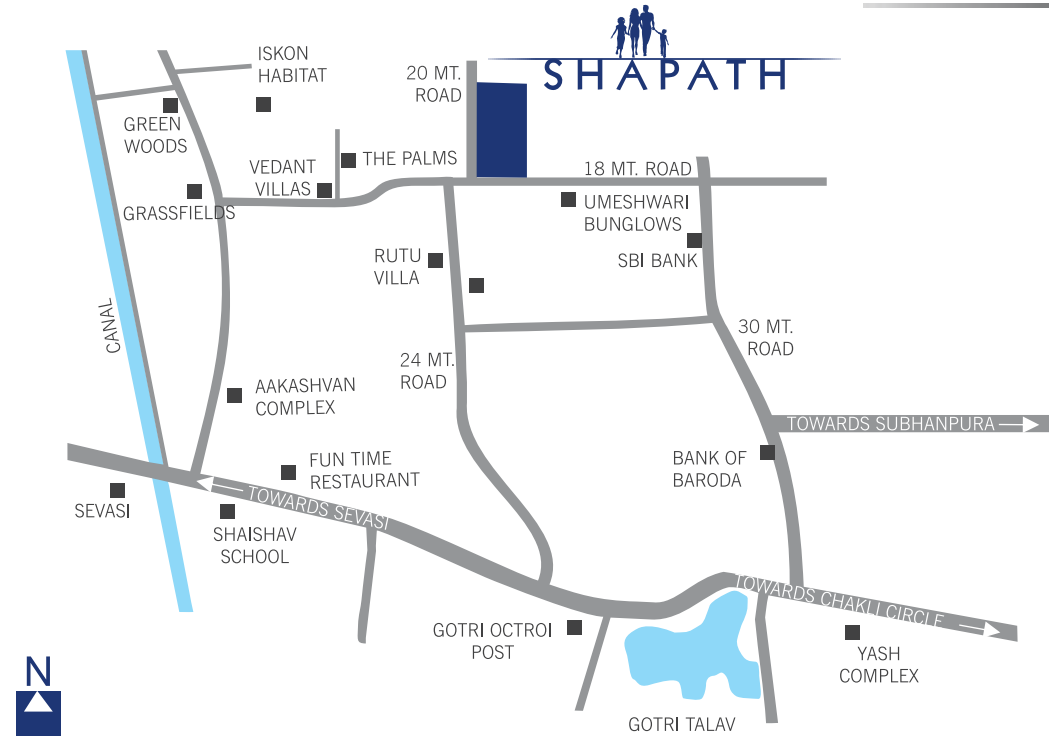 SHAPATH
ISKON
HABITAT
20 MT.
ROAD
GREEN
WOODS
THE PALMS
VEDANT
VILLAS
18 MT. ROAD
GRASSFIELDS
UMESHWARI
BUNGLOWS
RUTU
VILLA
SBI BANK
CANAL
30 MT.
ROAD
24 MT.
ROAD
AAKASHVAN
COMPLEX
TOWARDS SUBHANPURA
FUN TIME
RESTAURANT
BANK OF
BARODA
SEVASI
TOWARDS SEVASI
SHAISHAV
SCHOOL
TOWARDS CHAKLI CIRCLE
GOTRI OCTROI
POST
YASH
COMPLEX
GOTRI TALAV
N